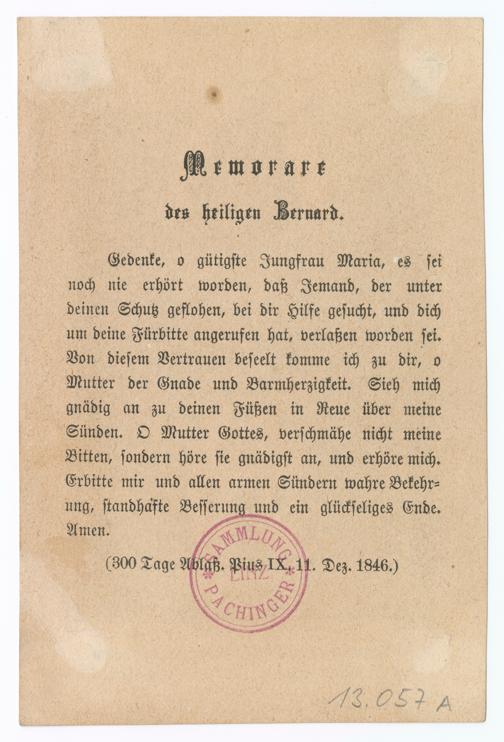 Memorare
des heiligen Bernard.
Gedenke, o gütigste Jungfrau Maria, es sei
noch nie erhört worden, daß Jemand, der unter
deinen Schutz geflohen, bei dir Hilfe gesucht, und dich
um deine Fürbitte angerufen hat, verlaßen worden sei.
Von diesem Vertrauen beseelt komme ich zu dir, o
Mutter der Gnade und Barmherzigkeit. Sieh mich
gnädig an zu deinen Füßen in Reue über meine
Sünden. O Mutter Gottes, verschmähe nicht meine
Bitten, sondern höre sie gnädigst an, und erhöre mich.
Erbitte mir und allen armen Sündern wahre Bekehr-
ung, standhafte Besserung und ein glückseliges Ende.
Amen.
(300 Tage Ablaß. Pius IX. 11. Dez. 1846.)
SAMMLUNG
LINZ
PACHINGER
13.057 A